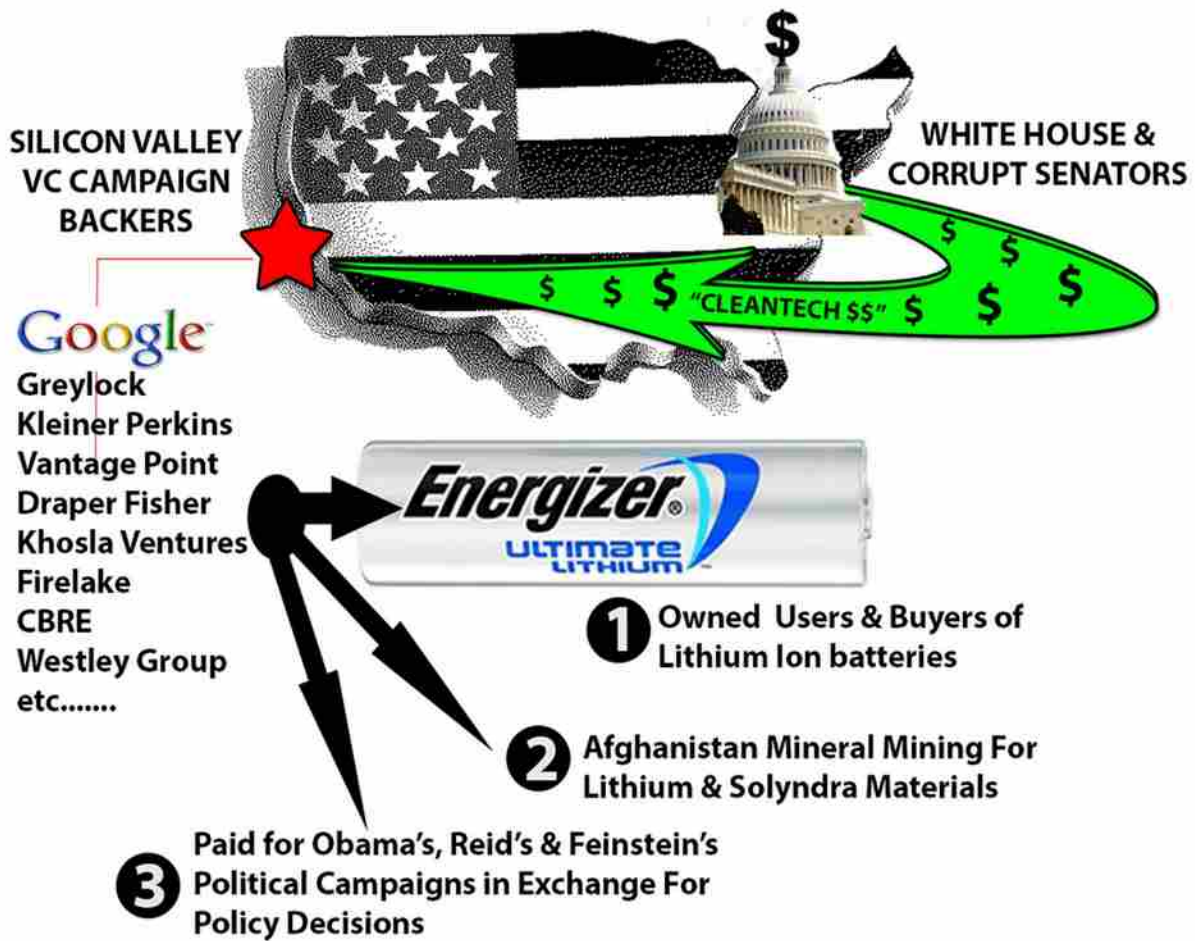 $
SILICON VALLEY
VC CAMPAIGN
BACKERS
WHITE HOUSE &
CORRUPT SENATORS
$ $ $ "CLEANTECH $$" $ $ $ $ $
Google
Greylock
Kleiner Perkins
Vantage Point
Draper Fisher
Khosla Ventures
Firelake
CBRE
Westley Group
etc.......
Energizer®
ULTIMATE
LITHIUM™
1 Owned Users & Buyers of
Lithium Ion batteries
2 Afghanistan Mineral Mining For
Lithium & Solyndra Materials
3 Paid for Obama's, Reid's & Feinstein's
Political Campaigns in Exchange For
Policy Decisions